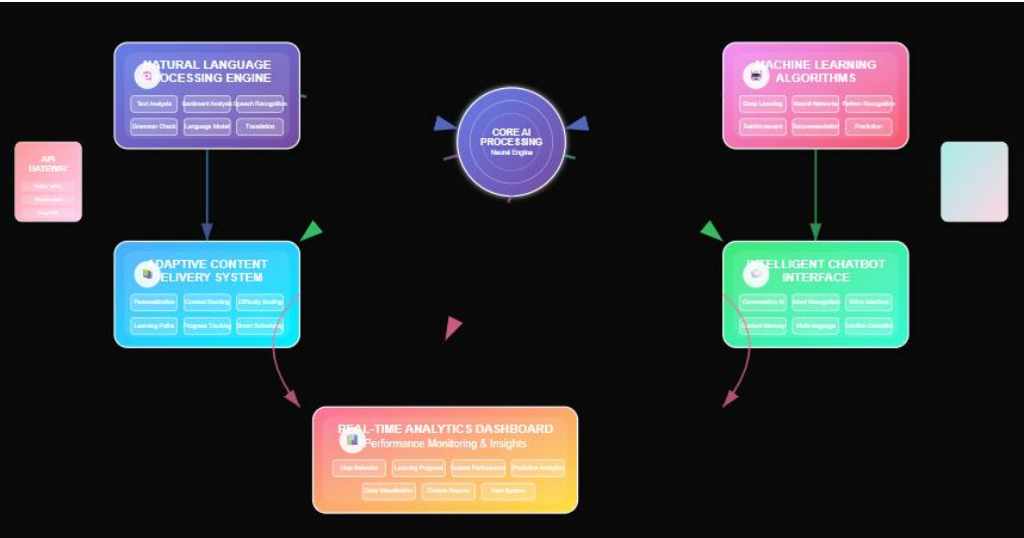 NATURAL LANGUAGE
PROCESSING ENGINE
Text Analysis
Sentiment Analysis
Speech Recognition
Grammar Check
Language Model
Translation
CORE AI
PROCESSING
Neural Engine
MACHINE LEARNING
ALGORITHMS
Deep Learning
Neural Networks
Pattern Recognition
Reinforcement
Recommendation
Prediction
API
GATEWAY
ADAPTIVE CONTENT
DELIVERY SYSTEM
Personalization
Content Routing
Difficulty Scaling
Learning Paths
Progress Tracking
Smart Scheduling
INTELLIGENT CHATBOT
INTERFACE
Conversation AI
Intent Recognition
Voice Interface
Context Memory
Multi-language
REAL-TIME ANALYTICS DASHBOARD
Performance Monitoring & Insights
User Behavior
Learning Progress
System Performance
Predictive Analytics
Data Visualization
Custom Reports
Alert System